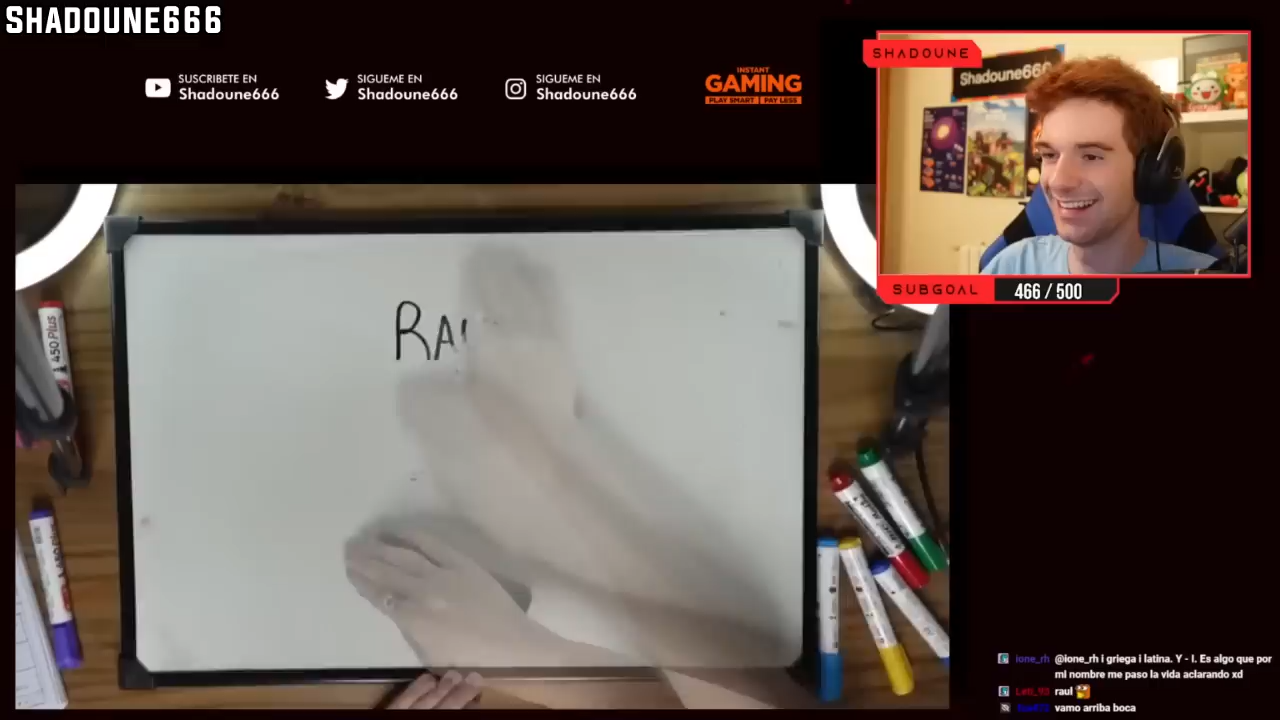 SHADOUNE666
SUSCRIBETE EN
Shadoune666
SIGUEME EN
Shadoune666
SIGUEME EN
Shadoune666
INSTANT
GAMING
PLAY SMART | PAY LESS
SHADOUNE
Shadoune666
SUBGOAL 466 / 500
450 Plus
RA
ione_rh @ione_rh i griega i latina. Y - I. Es algo que por
mi nombre me paso la vida aclarando xd
raul
vamo arriba boca